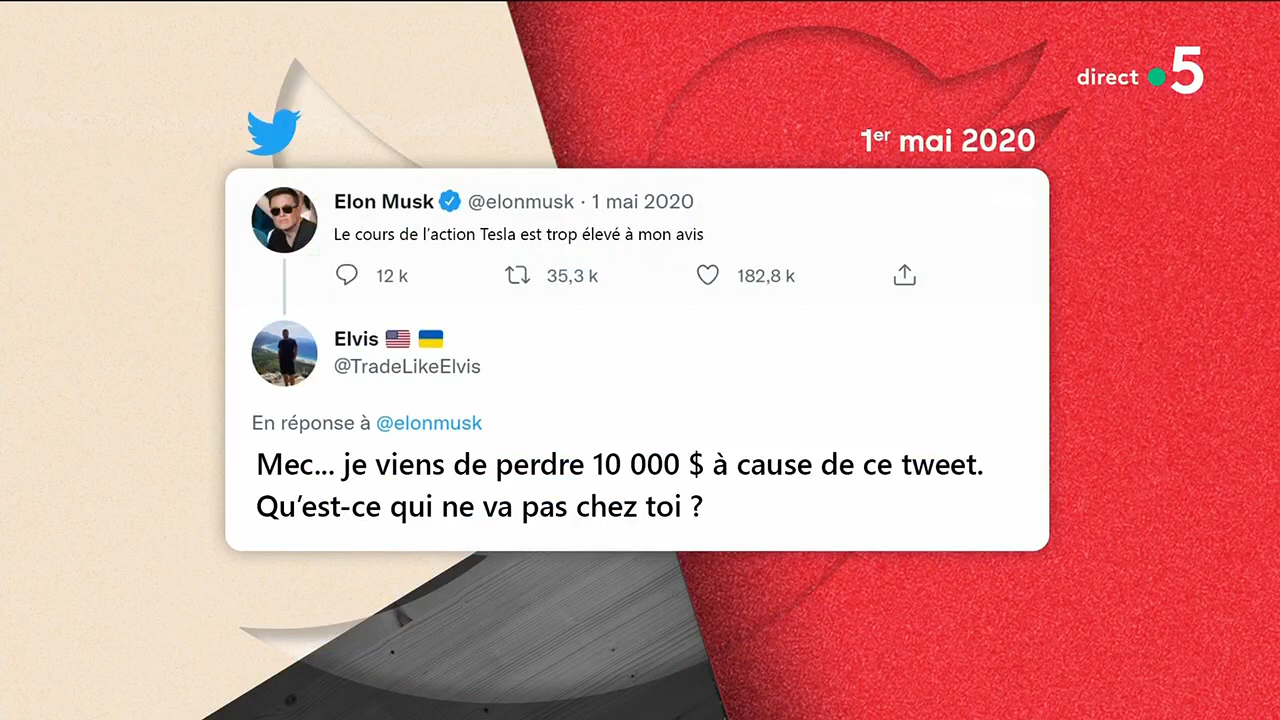 direct 5
1er mai 2020
Elon Musk @elonmusk · 1 mai 2020
Le cours de l’action Tesla est trop élevé à mon avis
12 k 35,3 k 182,8 k
Elvis
@TradeLikeElvis
En réponse à @elonmusk
Mec... je viens de perdre 10 000 $ à cause de ce tweet.
Qu’est-ce qui ne va pas chez toi ?